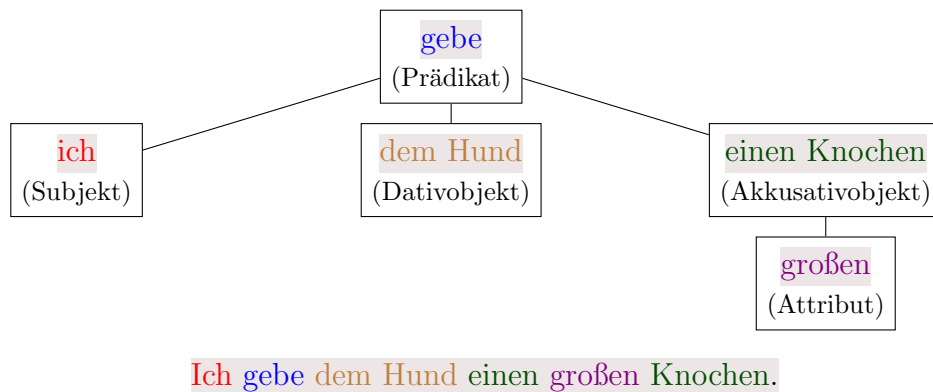 gebe
(Prädikat)
ich
(Subjekt)
dem Hund
(Dativobjekt)
einen Knochen
(Akkusativobjekt)
großen
(Attribut)
Ich gebe dem Hund einen großen Knochen.